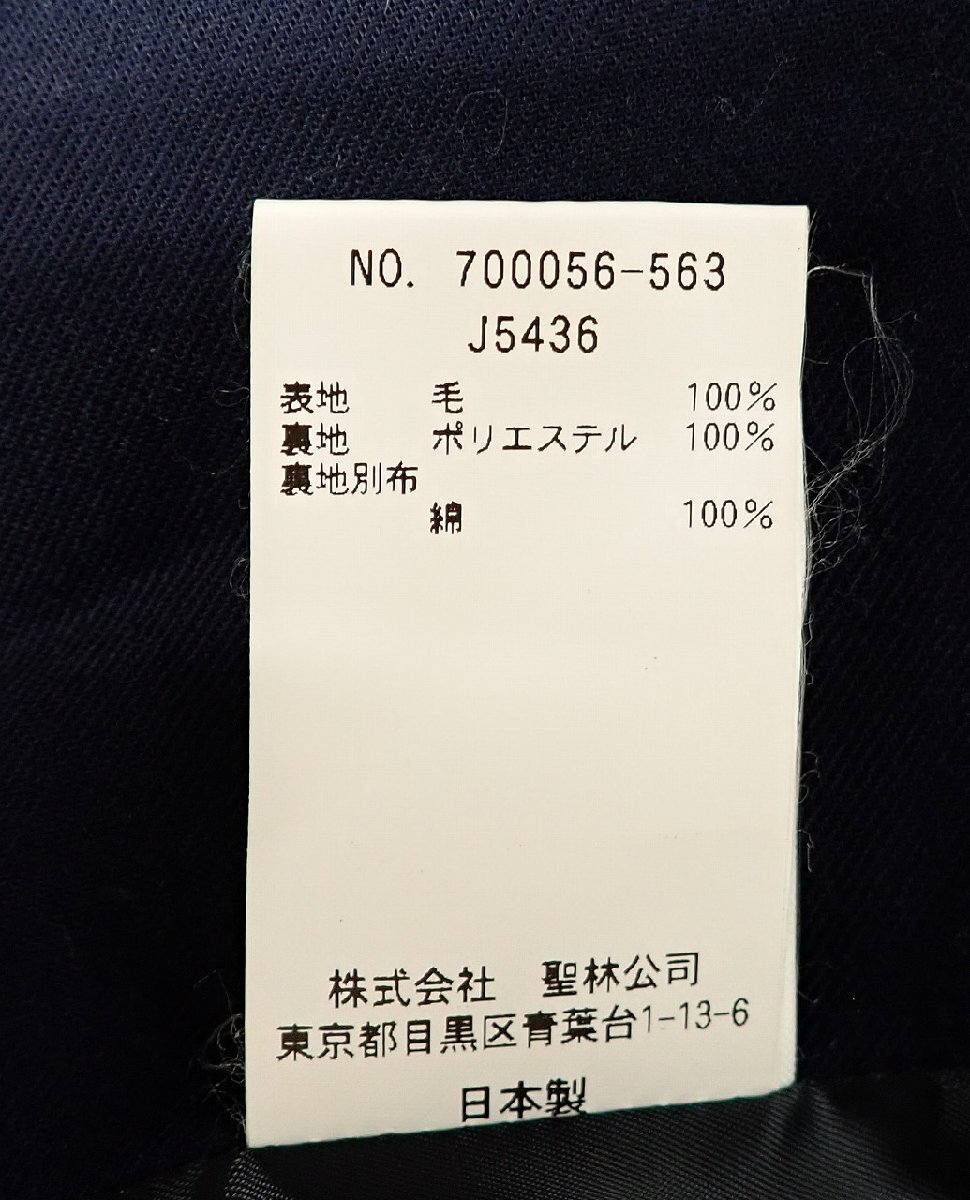 NO. 700056-563
J5436
表地 毛 100%
裏地 ポリエステル 100%
裏地別布
綿 100%
株式会社 聖林公司
東京都目黒区青葉台1-13-6
日本製